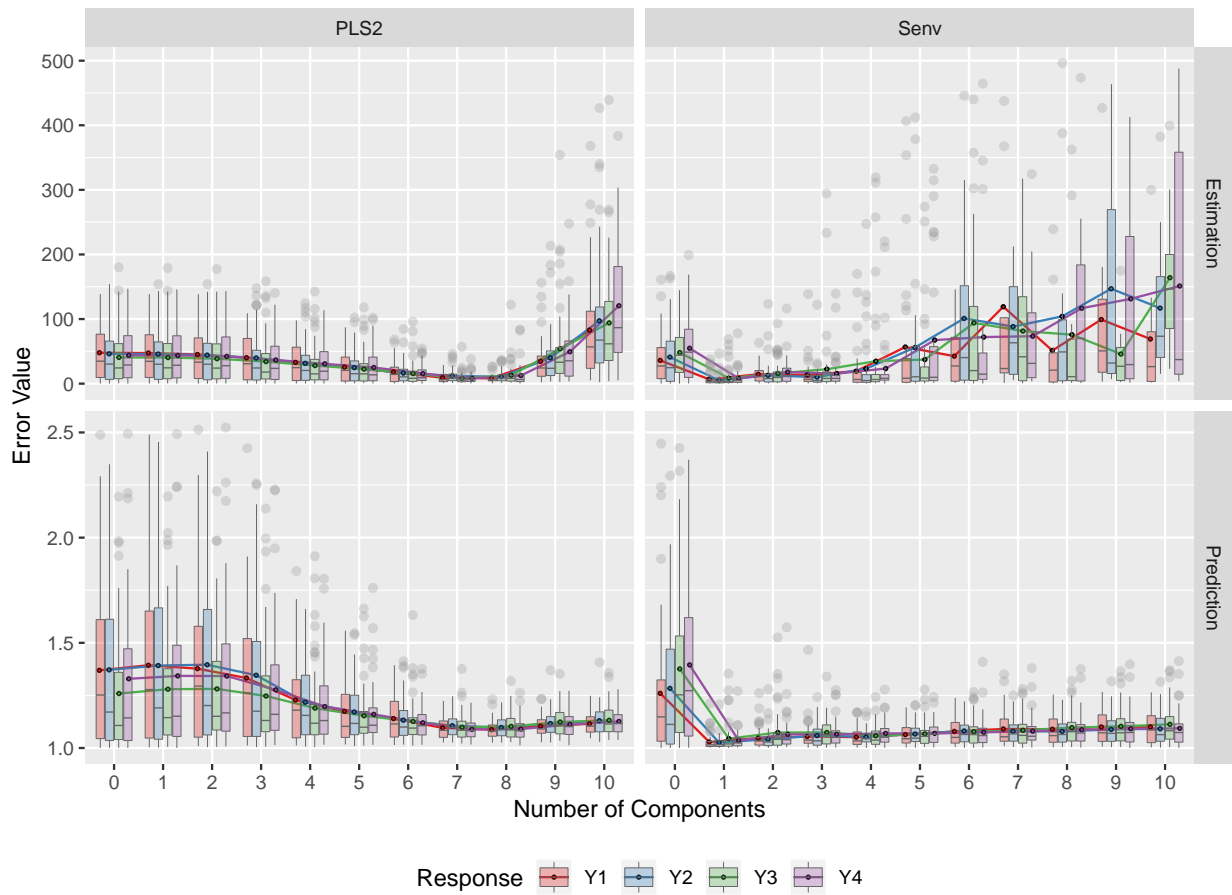 PLS2
Senv
500
400
300
200
100
0
Estimation
Error Value
2.5
2.0
1.5
1.0
Prediction
0 1 2 3 4 5 6 7 8 9 10
0 1 2 3 4 5 6 7 8 9 10
Number of Components
Response Y1 Y2 Y3 Y4